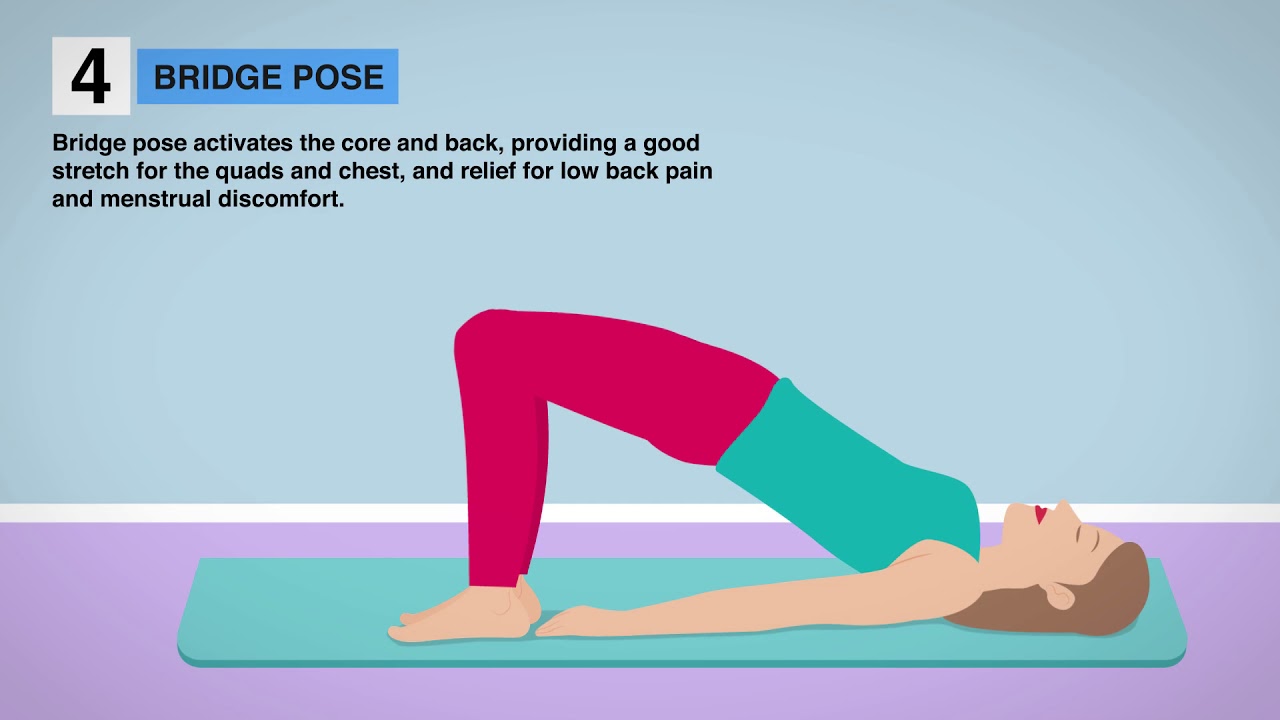 4 BRIDGE POSE
Bridge pose activates the core and back, providing a good
stretch for the quads and chest, and relief for low back pain
and menstrual discomfort.